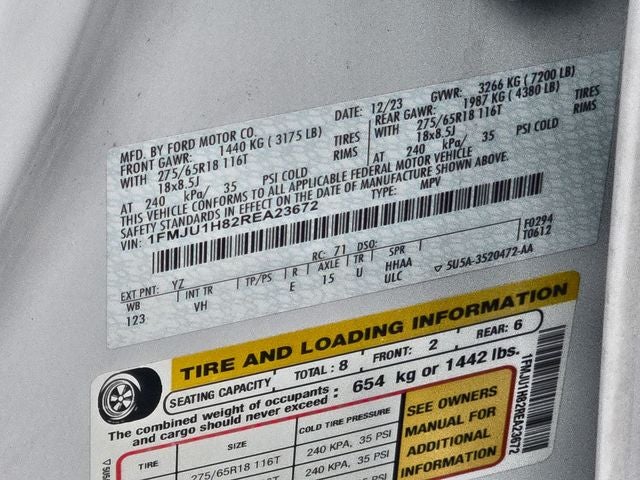 MFD. BY FORD MOTOR CO.
DATE: 12/23
GVWR: 3266 KG ( 7200 LB)
FRONT GAWR: 1440 KG ( 3175 LB)
REAR GAWR: 1987 KG ( 4380 LB)
WITH 275/65R18 116T TIRES
WITH 275/65R18 116T TIRES
18x8.5J RIMS
18x8.5J RIMS
AT 240 kPa/ 35 PSI COLD
AT 240 kPa/ 35 PSI COLD
THIS VEHICLE CONFORMS TO ALL APPLICABLE FEDERAL MOTOR VEHICLE
SAFETY STANDARDS IN EFFECT ON THE DATE OF MANUFACTURE SHOWN ABOVE.
VIN: 1FMJU1H82REA23672
TYPE: MPV
F0294
T0612
EXT PNT: YZ RC: 71 DSO:
WB INT TR TP/PS R AXLE TR SPR
123 VH E 15 U HHAA
ULC
▽ 5U5A-3520472-AA
TIRE AND LOADING INFORMATION
SEATING CAPACITY TOTAL : 8 FRONT: 2 REAR: 6
The combined weight of occupants
and cargo should never exceed : 654 kg or 1442 lbs.
TIRE SIZE COLD TIRE PRESSURE
275/65R18 116T 240 KPA, 35 PSI
240 KPA, 35 PSI
SEE OWNERS
MANUAL FOR
ADDITIONAL
INFORMATION
1FMJU1H82REA23672